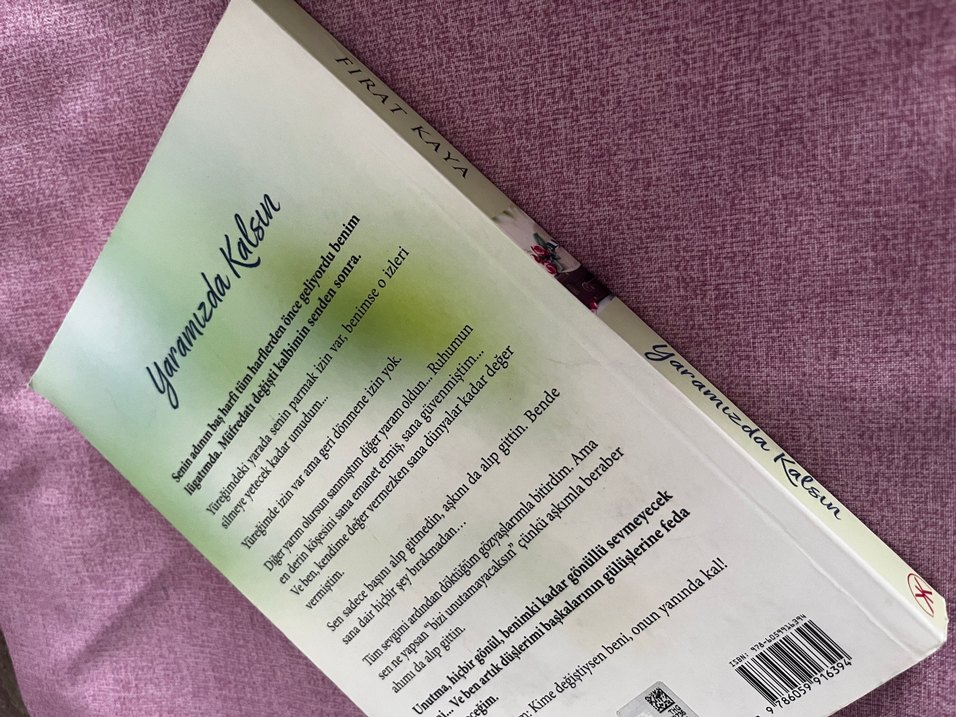 FIRAT KAYA
Yaramızda Kalsın
Yaramızda Kalsın
Senin adının baş harfi tüm harflerden önce geliyordu benim
lügatımda. Müfredatı değişti kalbimin senden sonra.
Yüreğimdeki yarada senin parmak izin var, benimse o izleri
silmeye yetecek kadar umudum...
Yüreğimde izin var ama geri dönmene izin yok.
Diğer yarım olursun sanmıştım diğer yaram oldun... Ruhumun
en derin köşesini sana emanet etmiş, sana güvenmiştim...
Ve ben, kendime değer vermezken sana dünyalar kadar değer
vermiştim.
Sen sadece başını alıp gitmedin, aşkını da alıp gittin. Bende
sana dair hiçbir şey bırakmadan...
Tüm sevgimi ardından döktüğüm gözyaşlarımla bitirdim. Ama
sen ne yapsan "bizi unutamayacaksın" çünkü aşkımla beraber
ahımı da alıp gittin.
Unutma, hiçbir gönül, benimki kadar gönüllü sevmeyecek
Ve ben artık düşlerimi başkalarının gülüşlerine feda
Kime değiştiysen beni, onun yanında kal!
ISBN: 978-6059916394
9 786059 916394